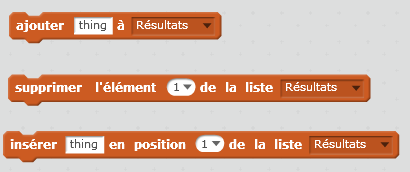 ajouter thing à Résultats
supprimer l'élément 1 de la liste Résultats
insérer thing en position 1 de la liste Résultats